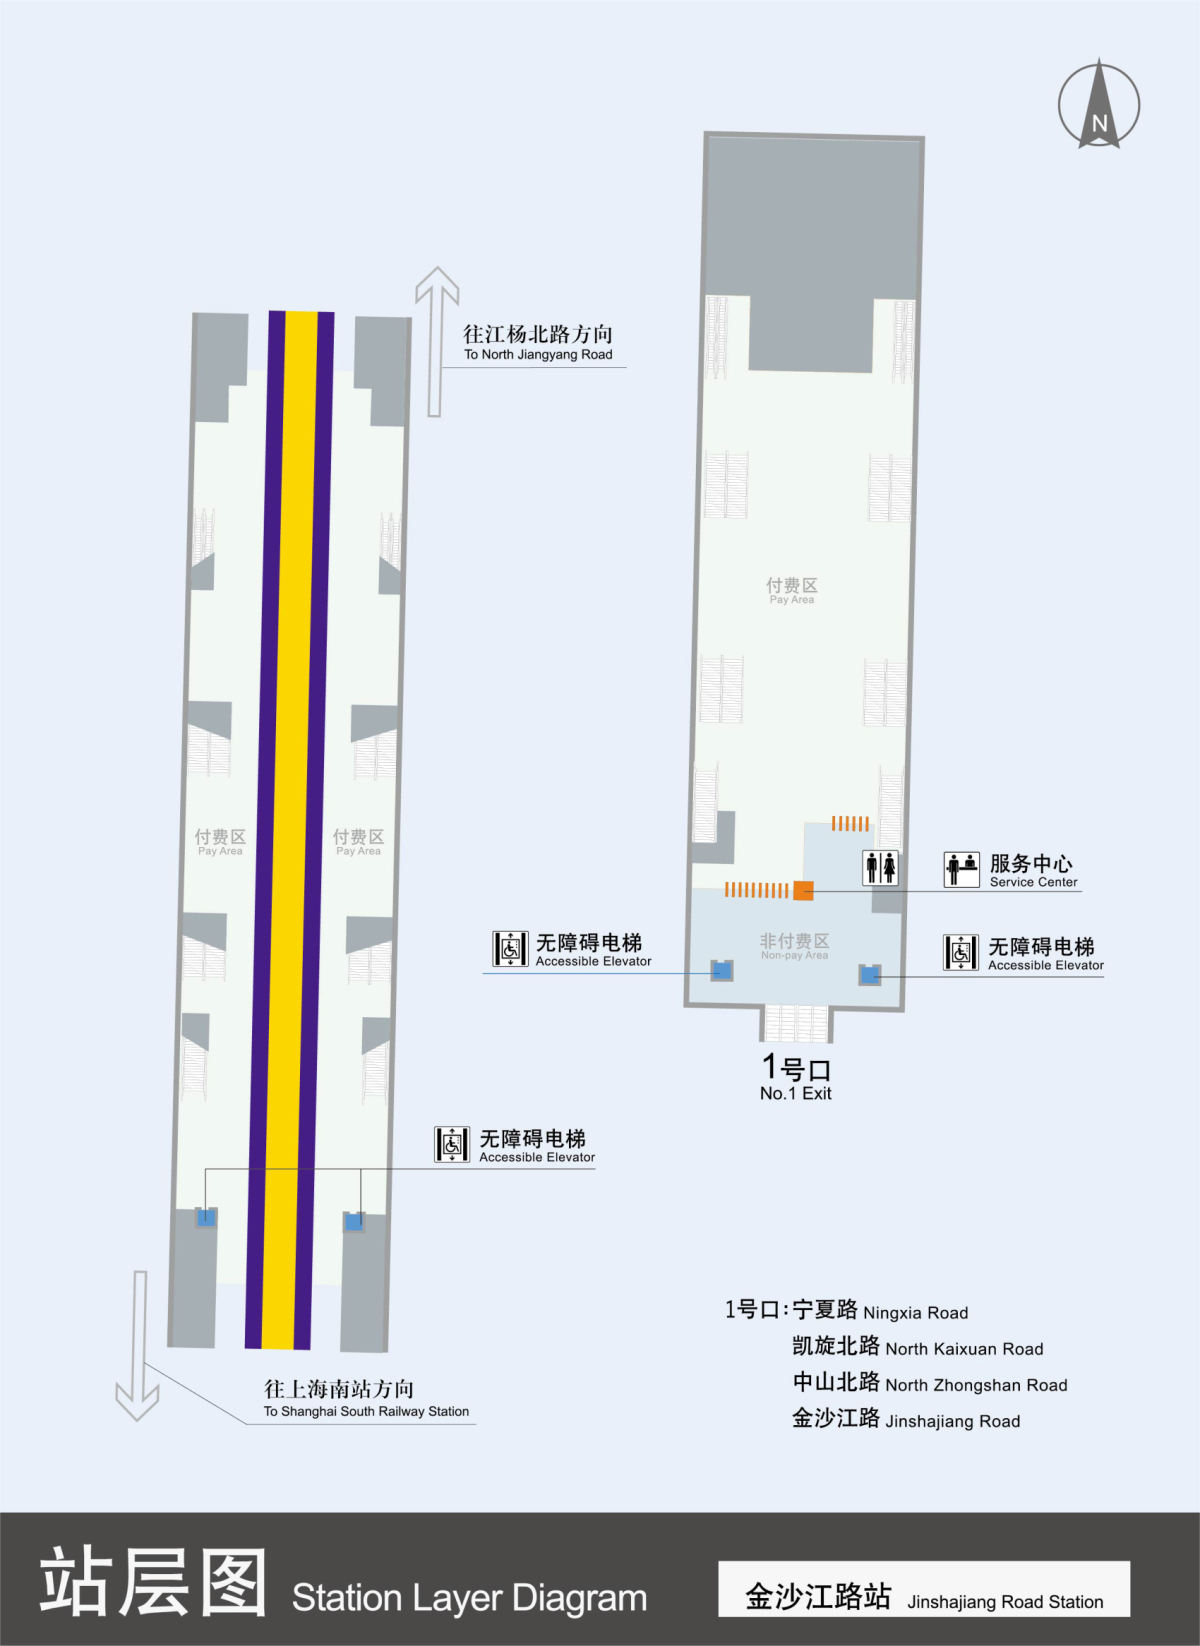 N
往江杨北路方向
To North Jiangyang Road
付费区
Pay Area
付费区
Pay Area
付费区
Pay Area
服务中心
Service Center
非付费区
Non-pay Area
无障碍电梯
Accessible Elevator
无障碍电梯
Accessible Elevator
1号口
No.1 Exit
无障碍电梯
Accessible Elevator
往上海南站方向
To Shanghai South Railway Station
1号口:宁夏路 Ningxia Road
凯旋北路 North Kaixuan Road
中山北路 North Zhongshan Road
金沙江路 Jinshajiang Road
站层图 Station Layer Diagram
金沙江路站 Jinshajiang Road Station